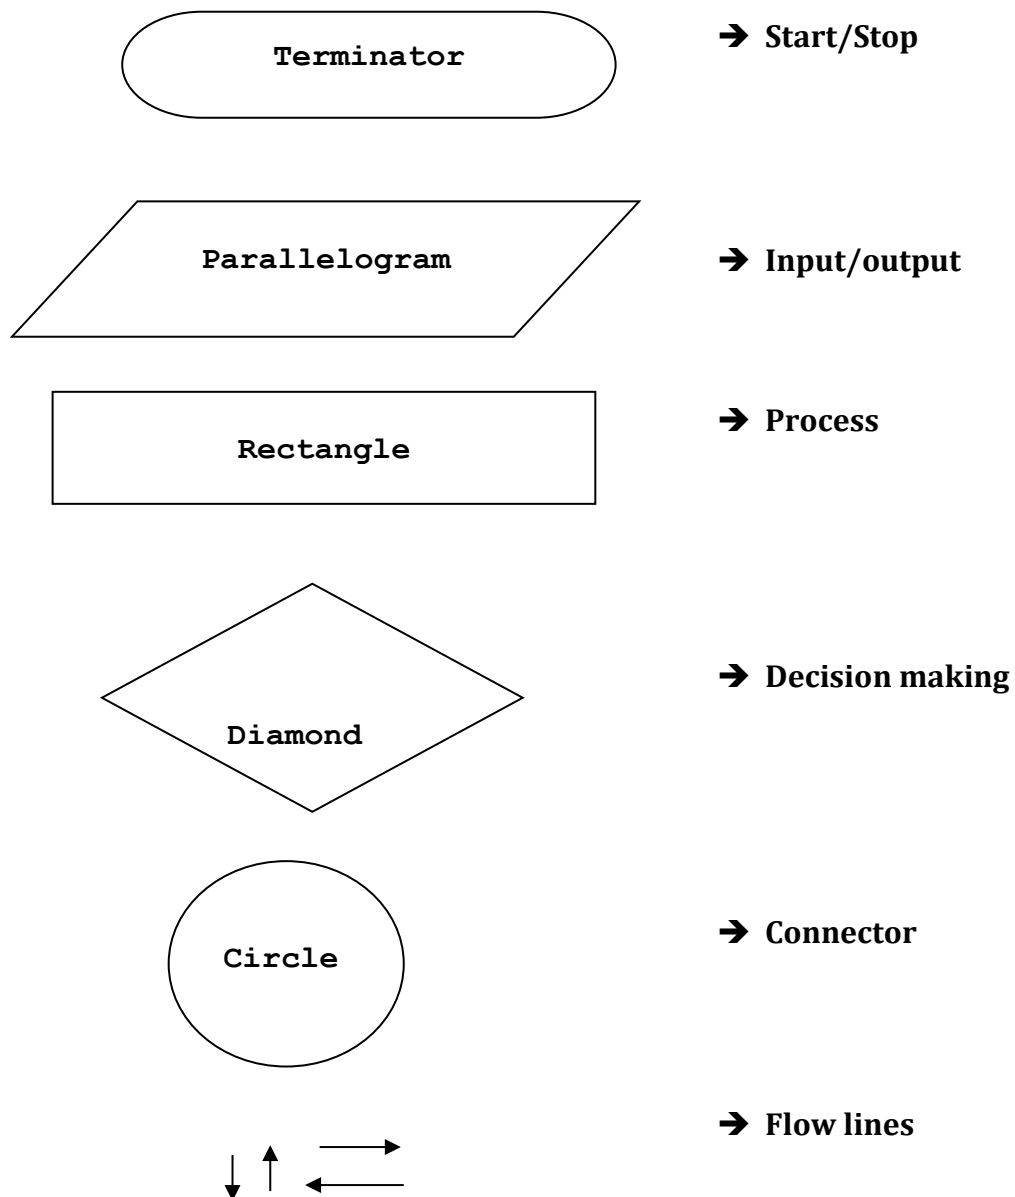 Terminator
➔ Start/Stop
Parallelogram
➔ Input/output
➔ Process
Rectangle
➔ Decision making
Diamond
➔ Connector
Circle
➔ Flow lines